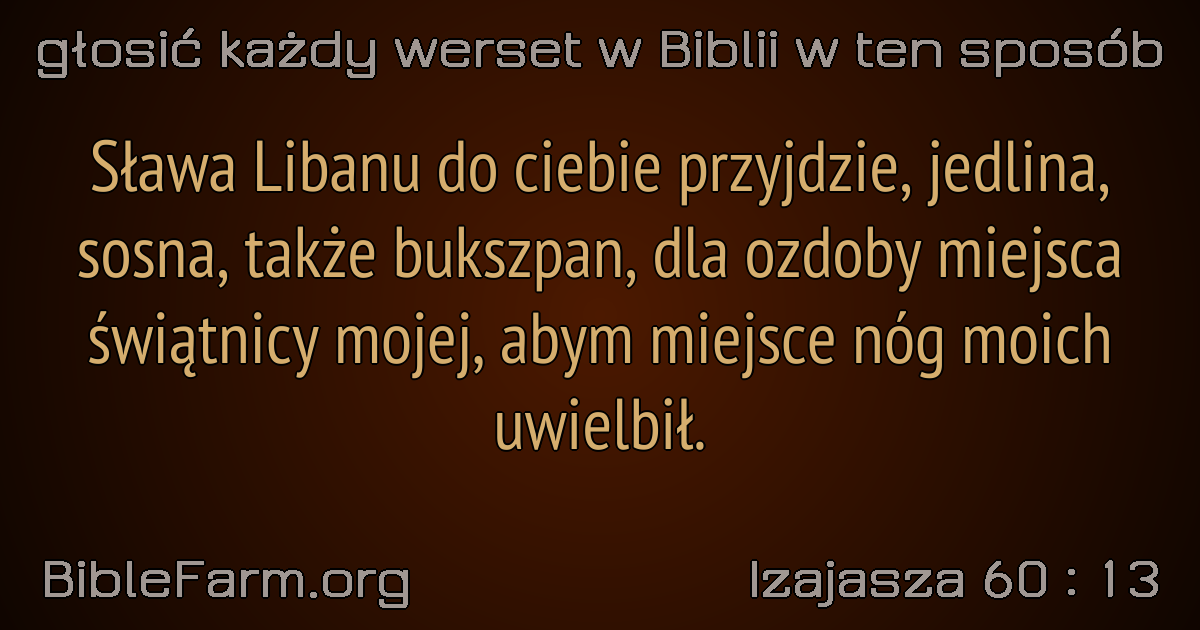 głosić każdy werset w Biblii w ten sposób
Sława Libanu do ciebie przyjdzie, jedlina,
sosna, także bukszpan, dla ozdoby miejsca
świątnicy mojej, abym miejsce nóg moich
uwielbił.
BibleFarm.org
Izajasza 60 : 13